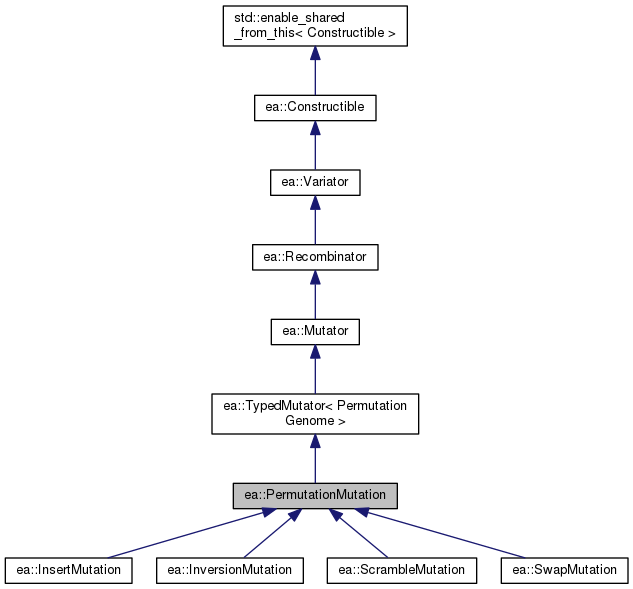 std::enable_shared
_from_this< Constructible >
ea::Constructible
ea::Variator
ea::Recombinator
ea::Mutator
ea::TypedMutator< Permutation
Genome >
ea::PermutationMutation
ea::InsertMutation
ea::InversionMutation
ea::ScrambleMutation
ea::SwapMutation